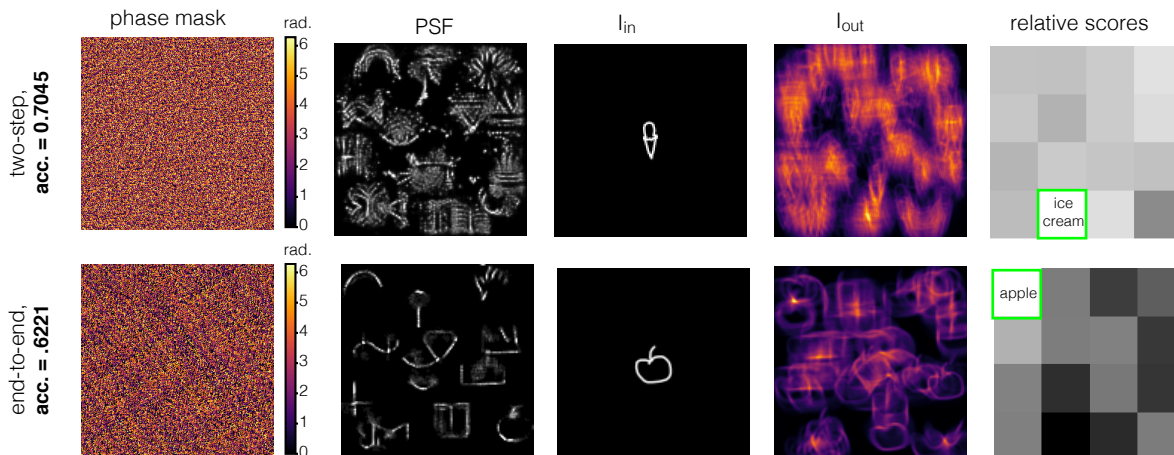 phase mask
rad.
PSF
I_in
I_out
relative scores
two-step,
acc. = 0.7045
6
5
4
3
2
1
0
ice
cream
end-to-end,
acc. = .6221
rad.
6
5
4
3
2
1
0
apple